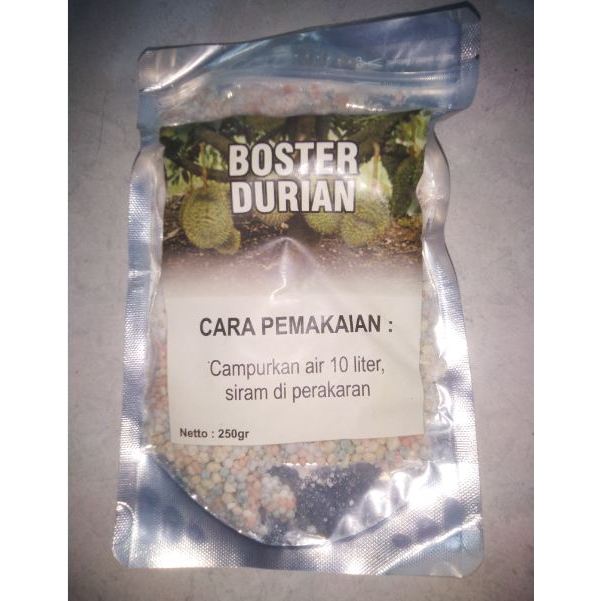 BOSTER
DURIAN
CARA PEMAKAIAN :
Campurkan air 10 liter,
siram di perakaran
Netto : 250gr